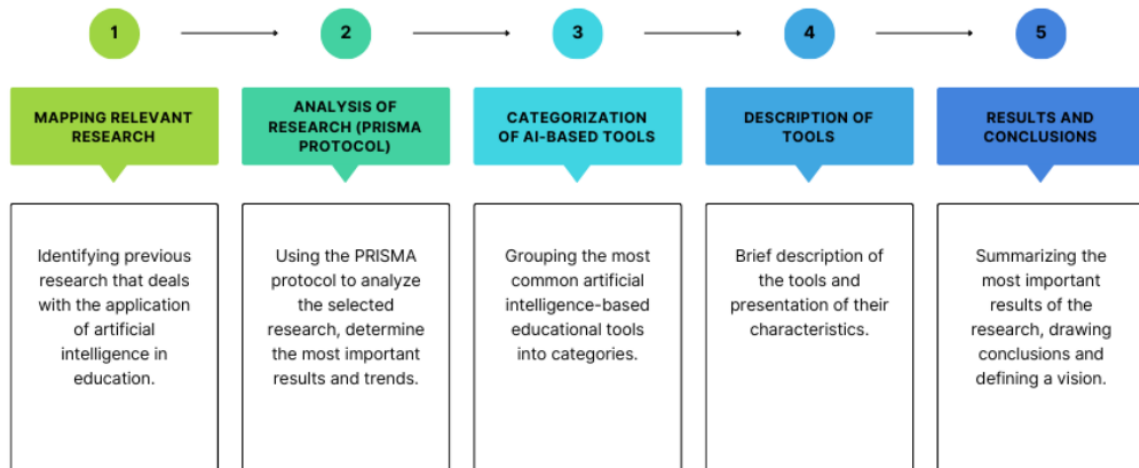 1
2
3
4
5
MAPPING RELEVANT
RESEARCH
ANALYSIS OF
RESEARCH (PRISMA
PROTOCOL)
CATEGORIZATION
OF AI-BASED TOOLS
DESCRIPTION OF
TOOLS
RESULTS AND
CONCLUSIONS
Identifying previous
research that deals
with the application
of artificial
intelligence in
education.
Using the PRISMA
protocol to analyze
the selected
research, determine
the most important
results and trends.
Grouping the most
common artificial
intelligence-based
educational tools
into categories.
Brief description of
the tools and
presentation of their
characteristics.
Summarizing the
most important
results of the
research, drawing
conclusions and
defining a vision.